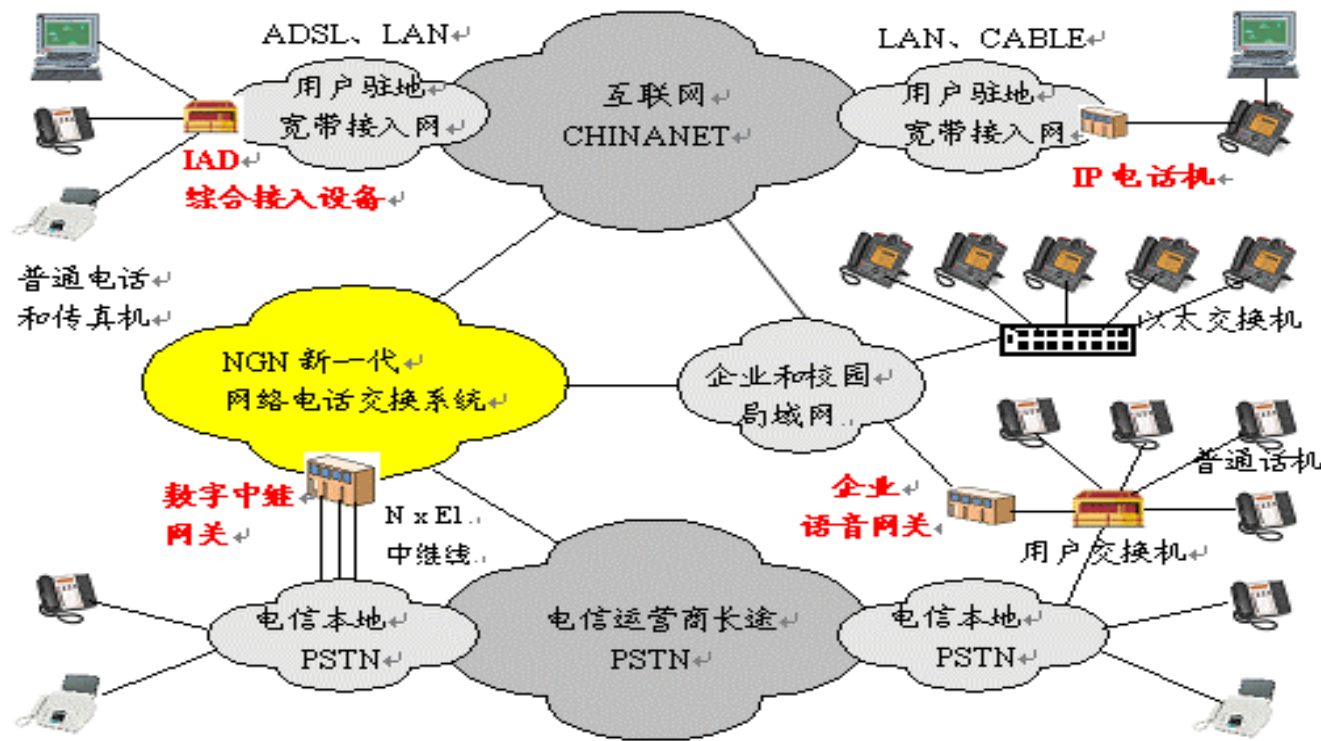 ADSL、LAN
LAN、CABLE
用户驻地
宽带接入网
互联网
CHINANET
用户驻地
宽带接入网
IAD
综合接入设备
IP 电话机
普通电话
和传真机
以太交换机
NGN 新一代
网络电话交换系统
企业和校园
局域网
普通话机
数字中继
网关
N x E1
中继线
企业
语音网关
用户交换机
电信本地
PSTN
电信运营商长途
PSTN
电信本地
PSTN